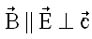 B⃗ ∥ E⃗ ⊥ c⃗